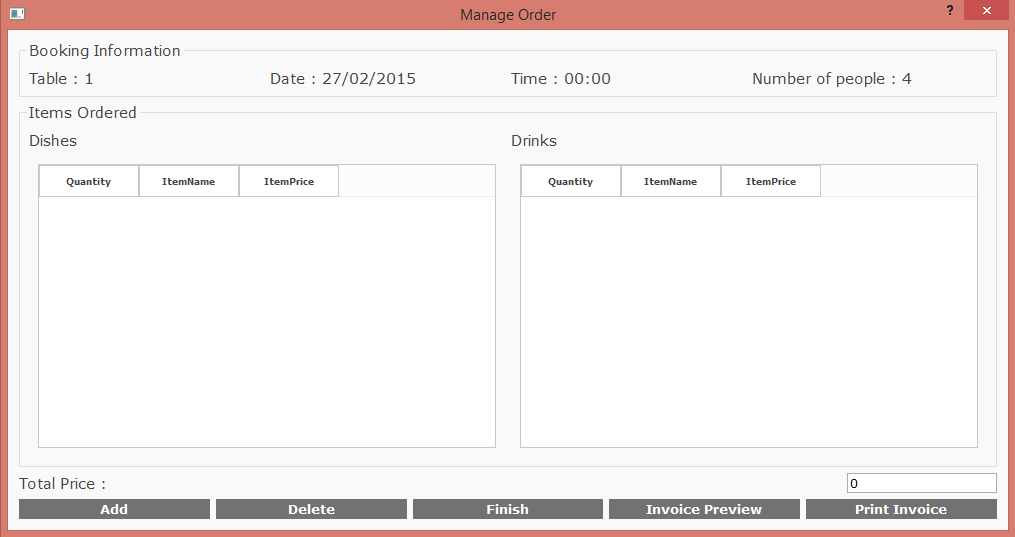 Manage Order
?
Booking Information
Table : 1 Date : 27/02/2015 Time : 00:00 Number of people : 4
Items Ordered
Dishes Drinks
Quantity ItemName ItemPrice Quantity ItemName ItemPrice
Total Price : 0
Add Delete Finish Invoice Preview Print Invoice